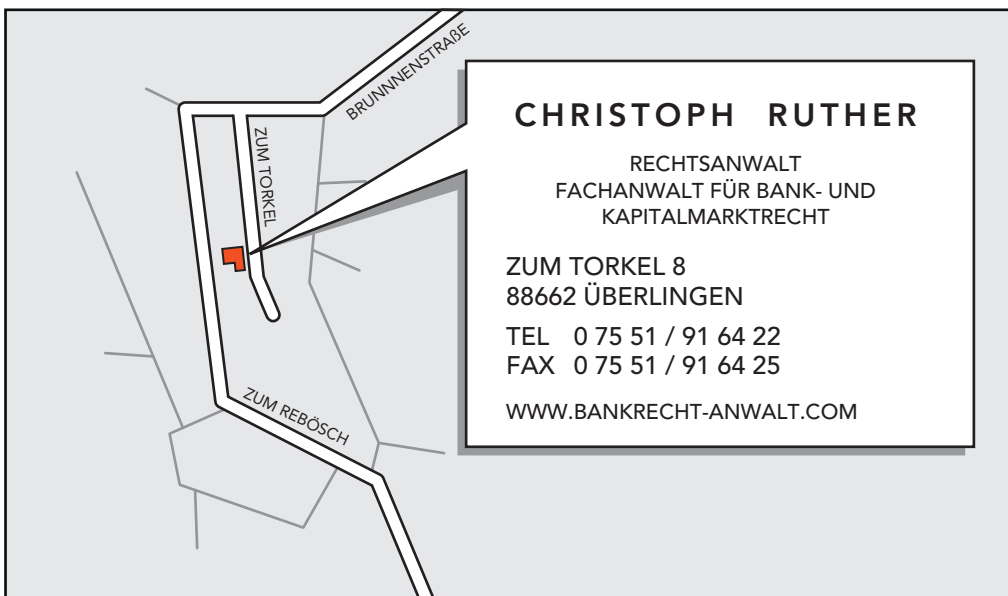 BRUNNNENSTRAßE
ZUM TORKEL
ZUM REBÖSCH
CHRISTOPH RUTHER
RECHTSANWALT
FACHANWALT FÜR BANK- UND
KAPITALMARKTRECHT
ZUM TORKEL 8
88662 ÜBERLINGEN
TEL 0 75 51 / 91 64 22
FAX 0 75 51 / 91 64 25
WWW.BANKRECHT-ANWALT.COM